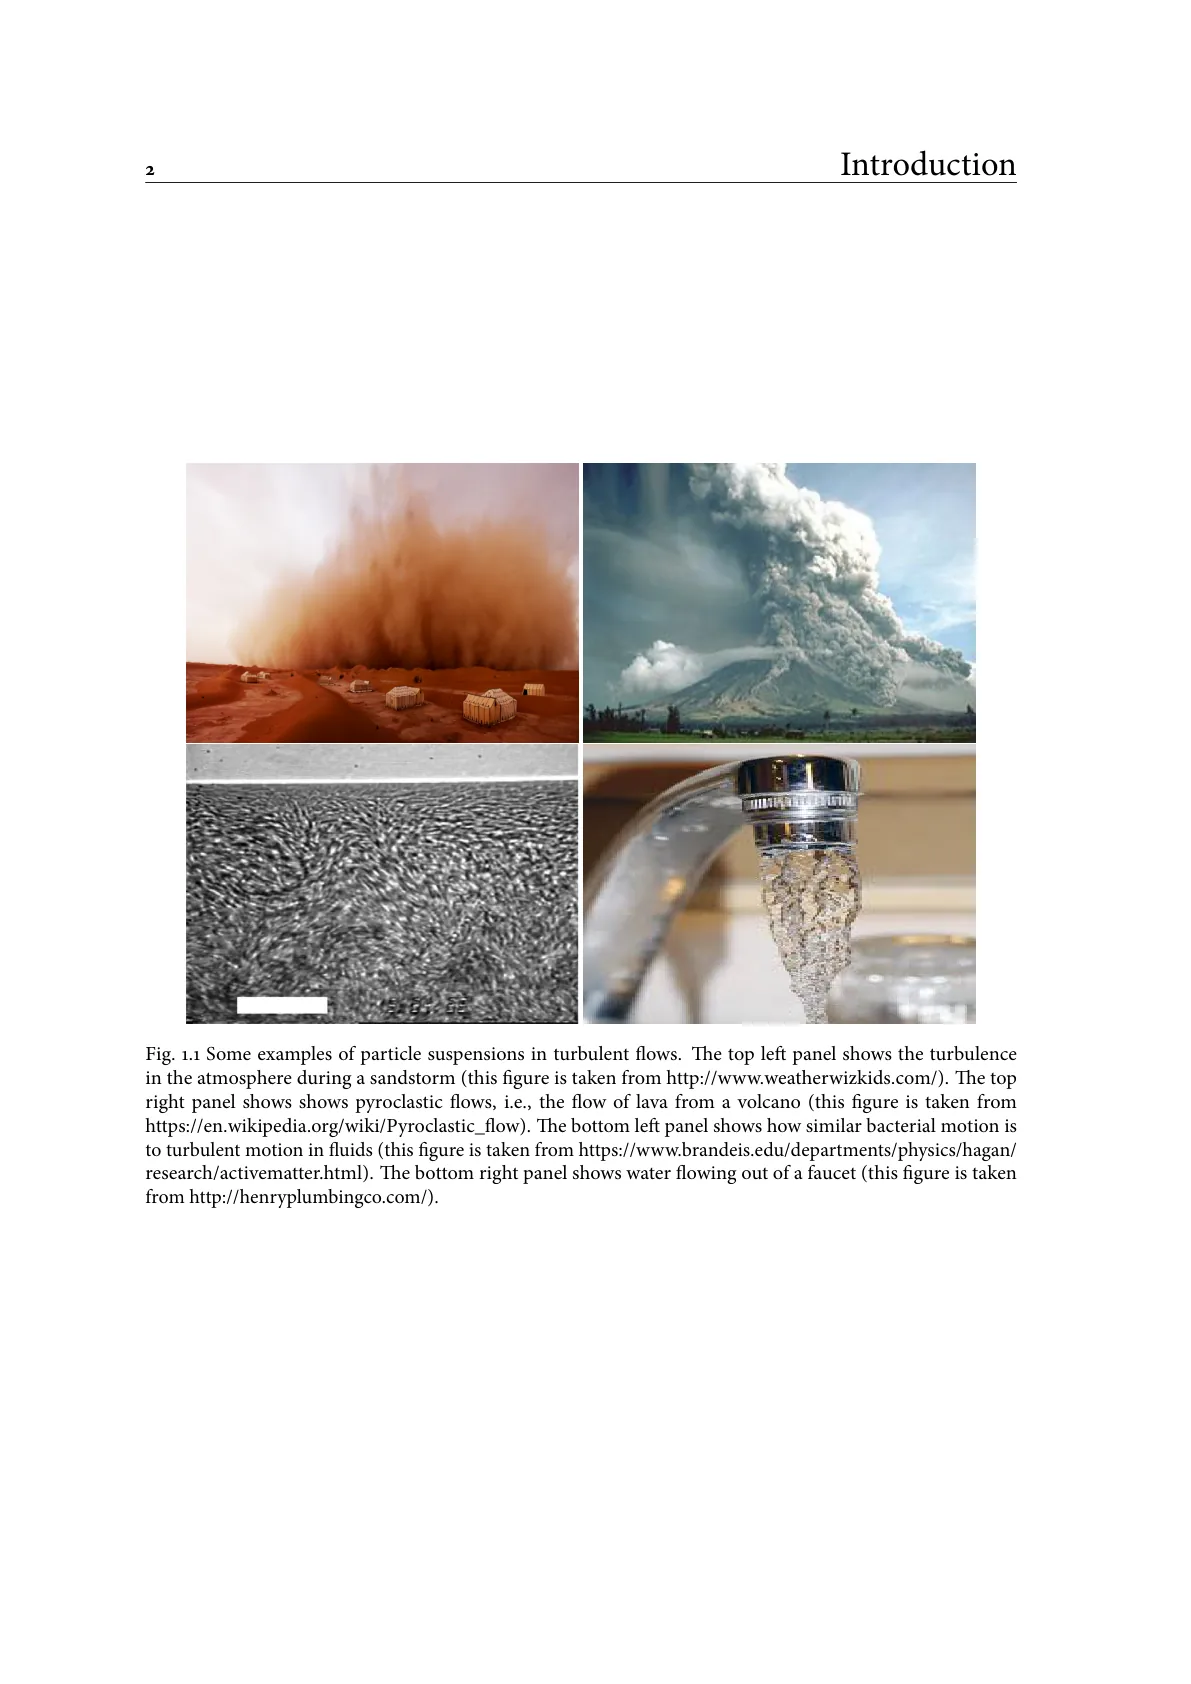 2
Introduction
Fig. 1.1 Some examples of particle suspensions in turbulent flows. The top left panel shows the turbulence
in the atmosphere during a sandstorm (this figure is taken from http://www.weatherwizkids.com/). The top
right panel shows shows pyroclastic flows, i.e., the flow of lava from a volcano (this figure is taken from
https://en.wikipedia.org/wiki/Pyroclastic_flow). The bottom left panel shows how similar bacterial motion is
to turbulent motion in fluids (this figure is taken from https://www.brandeis.edu/departments/physics/hagan/
research/activematter.html). The bottom right panel shows water flowing out of a faucet (this figure is taken
from http://henryplumbingco.com/).